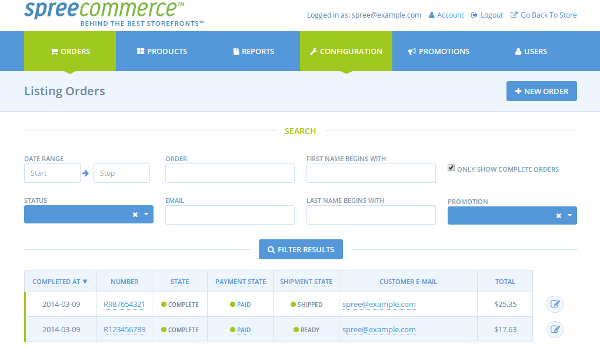 spreecommerce™
BEHIND THE BEST STOREFRONTS™
Logged in as: spree@example.com Account Logout Go Back To Store
ORDERS PRODUCTS REPORTS CONFIGURATION PROMOTIONS USERS
Listing Orders
NEW ORDER
SEARCH
DATE RANGE ORDER FIRST NAME BEGINS WITH
Start Stop ONLY SHOW COMPLETE ORDERS
STATUS EMAIL LAST NAME BEGINS WITH PROMOTION
FILTER RESULTS
COMPLETED AT ▼ NUMBER STATE PAYMENT STATE SHIPMENT STATE CUSTOMER E-MAIL TOTAL
2014-03-09 R987654321 COMPLETE PAID SHIPPED spree@example.com $25.35
2014-03-09 R123456789 COMPLETE PAID READY spree@example.com $17.63